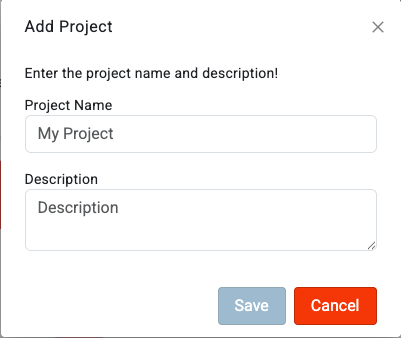 Add Project
Enter the project name and description!
Project Name
My Project
Description
Description
Save Cancel